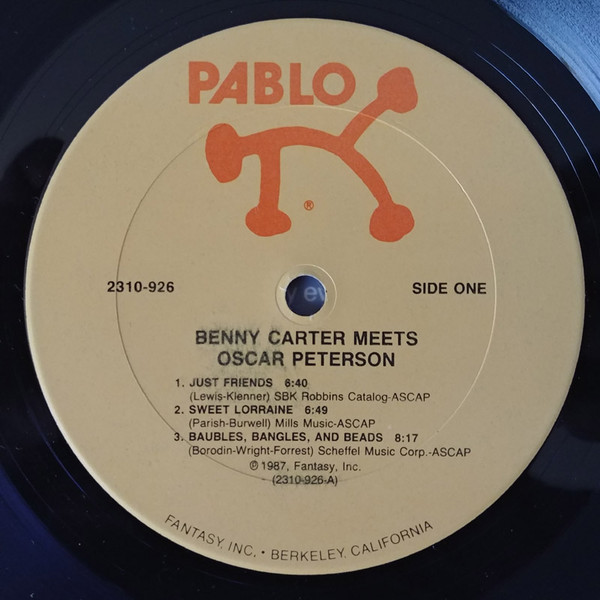 PABLO
®
2310-926
SIDE ONE
BENNY CARTER MEETS
OSCAR PETERSON
1. JUST FRIENDS 6:40
(Lewis-Klenner) SBK Robbins Catalog-ASCAP
2. SWEET LORRAINE 6:49
(Parish-Burwell) Mills Music-ASCAP
3. BAUBLES, BANGLES, AND BEADS 8:17
(Borodin-Wright-Forrest) Scheffel Music Corp.-ASCAP
℗ 1987, Fantasy, Inc.
(2310-926-A)
FANTASY, INC. • BERKELEY, CALIFORNIA